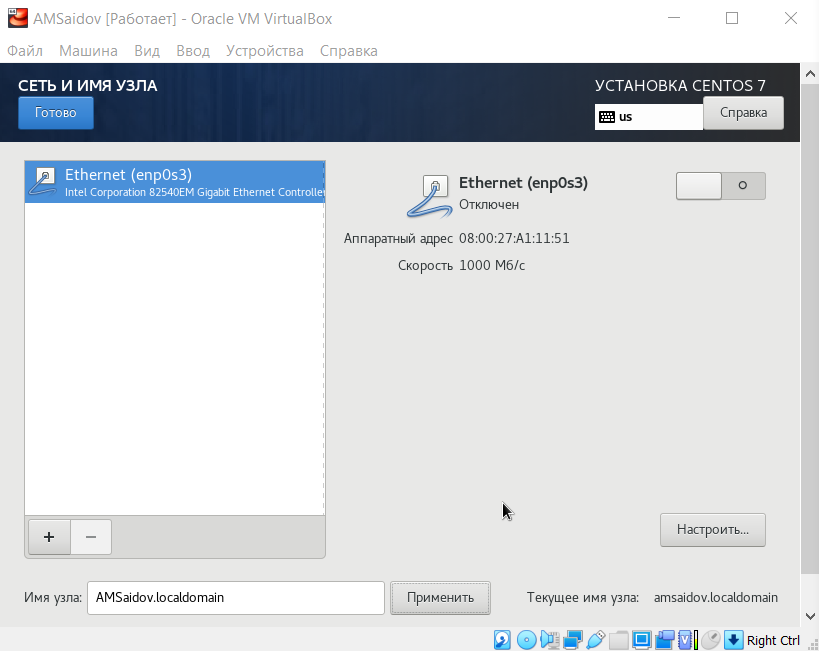 AMSaidov [Работает] - Oracle VM VirtualBox
Файл Машина Вид Ввод Устройства Справка
СЕТЬ И ИМЯ УЗЛА
УСТАНОВКА CENTOS 7
Готово
us
Справка
Ethernet (enp0s3)
Intel Corporation 82540EM Gigabit Ethernet Controller
Ethernet (enp0s3)
Отключен
Аппаратный адрес 08:00:27:A1:11:51
Скорость 1000 Мб/с
Настроить...
Имя узла: AMSaidov.localdomain Применить Текущее имя узла: amsaidov.localdomain
Right Ctrl